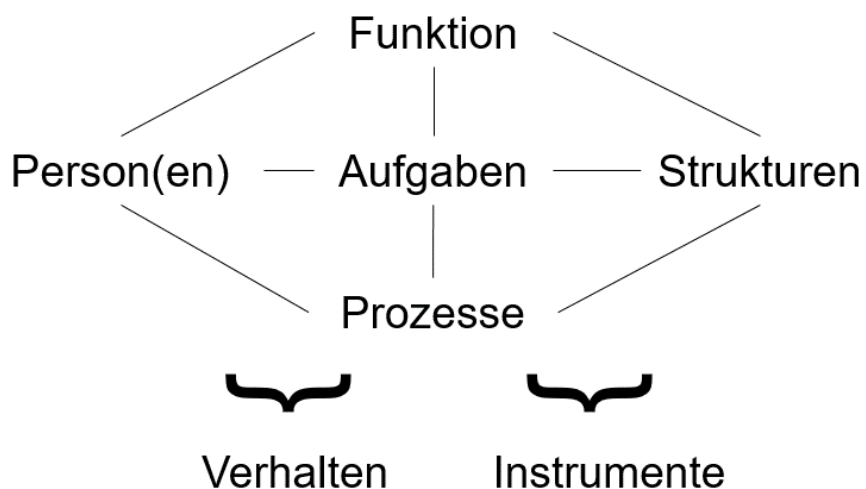 Funktion
Person(en) Aufgaben Strukturen
Prozesse
Verhalten Instrumente